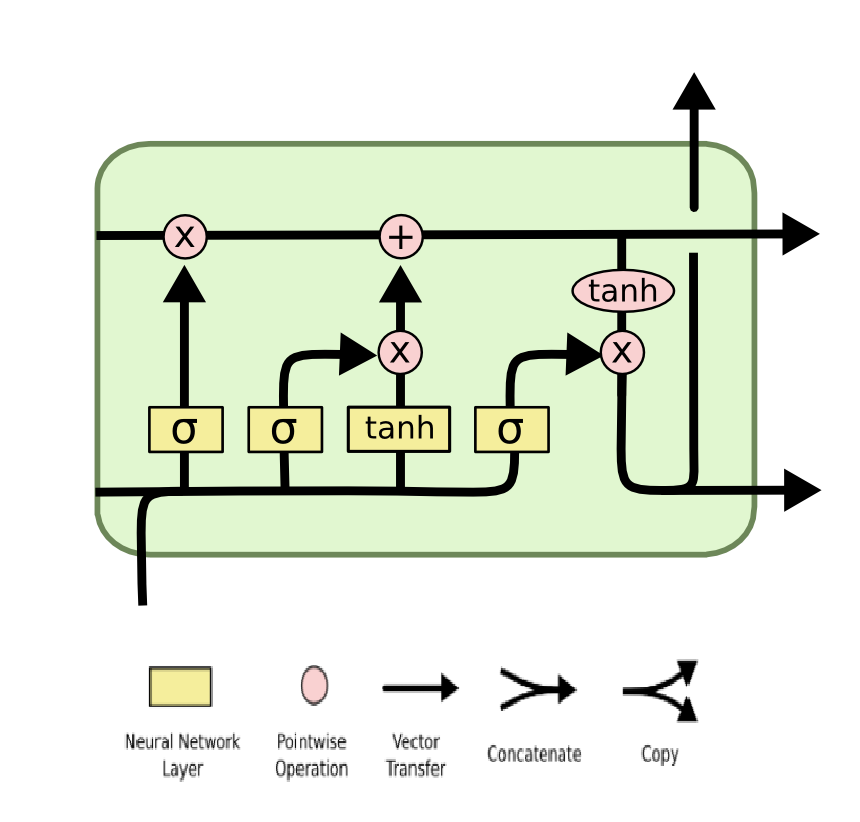 x
+
tanh
x
x
σ
σ
tanh
σ
Neural Network
Layer
Pointwise
Operation
Vector
Transfer
Concatenate
Copy